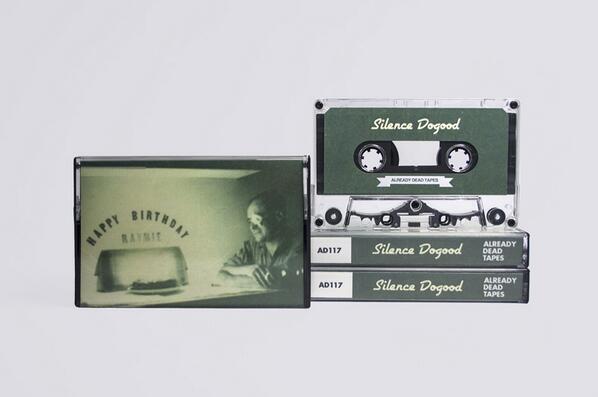 HAPPY BIRTHDAY
RAYMIE
Silence Dogood
ALREADY DEAD TAPES
AD117
Silence Dogood
ALREADY
DEAD
TAPES
AD117
Silence Dogood
ALREADY
DEAD
TAPES